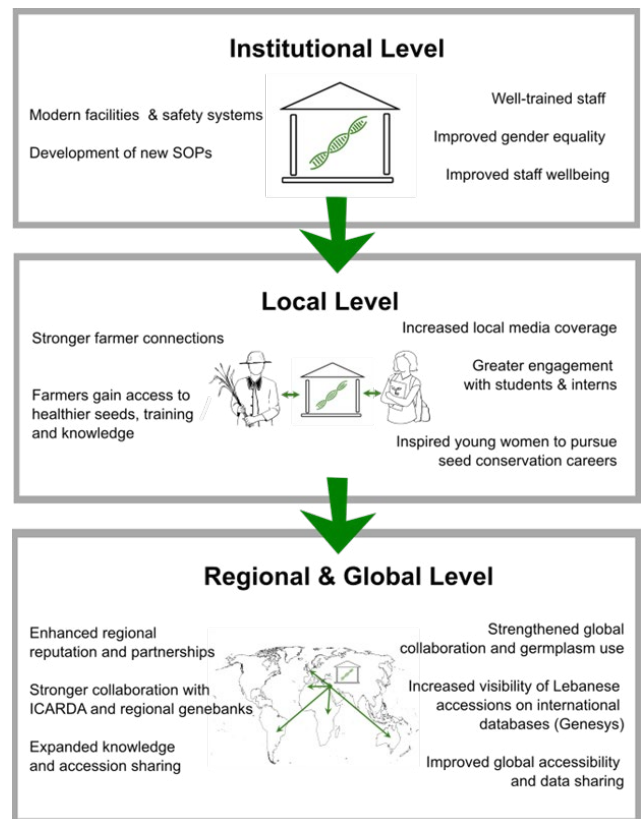 Institutional Level
Modern facilities & safety systems
Development of new SOPs
Well-trained staff
Improved gender equality
Improved staff wellbeing
Local Level
Stronger farmer connections
Farmers gain access to
healthier seeds, training
and knowledge
Increased local media coverage
Greater engagement
with students & interns
Inspired young women to pursue
seed conservation careers
Regional & Global Level
Enhanced regional
reputation and partnerships
Stronger collaboration with
ICARDA and regional genebanks
Expanded knowledge
and accession sharing
Strengthened global
collaboration and germplasm use
Increased visibility of Lebanese
accessions on international
databases (Genesys)
Improved global accessibility
and data sharing